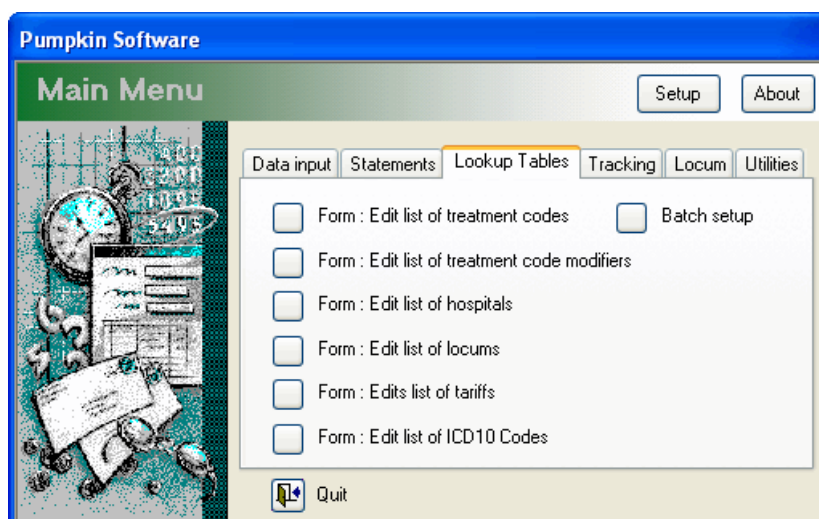 Pumpkin Software
Main Menu
Setup About
Data input Statements Lookup Tables Tracking Locum Utilities
Form : Edit list of treatment codes Batch setup
Form : Edit list of treatment code modifiers
Form : Edit list of hospitals
Form : Edit list of locums
Form : Edits list of tariffs
Form : Edit list of ICD10 Codes
Quit